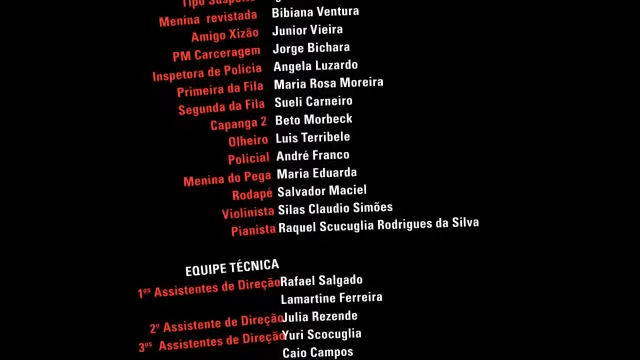 Tipo Suspeito
Menina revistada Bibiana Ventura
Amigo Xizão Junior Vieira
PM Carceragem Jorge Bichara
Inspetora de Polícia Angela Luzardo
Primeira da Fila Maria Rosa Moreira
Segunda da Fila Sueli Carneiro
Capanga 2 Beto Morbeck
Olheiro Luis Terribele
Policial André Franco
Menina do Pega Maria Eduarda
Rodapé Salvador Maciel
Violinista Silas Claudio Simões
Pianista Raquel Scucuglia Rodrigues da Silva
EQUIPE TÉCNICA
1ºs Assistentes de Direção Rafael Salgado
Lamartine Ferreira
2º Assistente de Direção Julia Rezende
3ºs Assistentes de Direção Yuri Scocuglia
Caio Campos